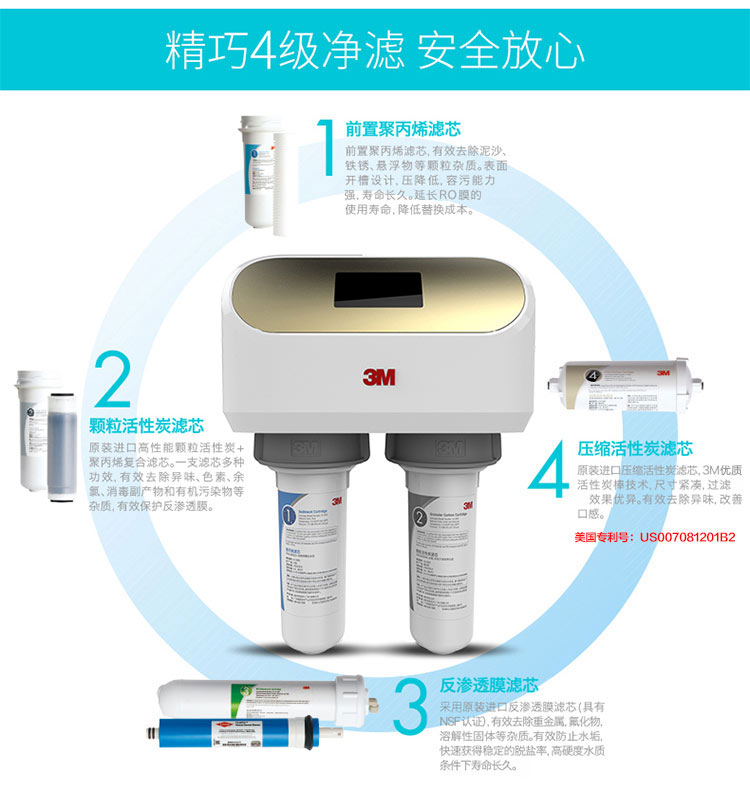 精巧4级净滤 安全放心
1
前置聚丙烯滤芯
前置聚丙烯滤芯，有效去除泥沙、
铁锈、悬浮物等颗粒杂质。表面
开槽设计，压降低，容污能力
强，寿命长久。延长RO膜的
使用寿命，降低替换成本。
3M
2
颗粒活性炭滤芯
原装进口高性能颗粒活性炭+
聚丙烯复合滤芯。一支滤芯多种
功效，有效去除异味、色素、余
氯、消毒副产物和有机污染物等
杂质，有效保护反渗透膜。
4
4
压缩活性炭滤芯
原装进口压缩活性炭滤芯，3M优质
活性炭棒技术，尺寸紧凑，过滤
效果优异。有效去除异味，改善
口感。
美国专利号：US007081201B2
3M
3M
3M
1
Sediment Cartridge
2
Granular Carbon Cartridge
3
反渗透膜滤芯
采用原装进口反渗透膜滤芯(具有
NSF认证)，有效去除重金属，氟化物，
溶解性固体等杂质。有效防止水垢，
快速获得稳定的脱盐率，高硬度水质
条件下寿命长久。